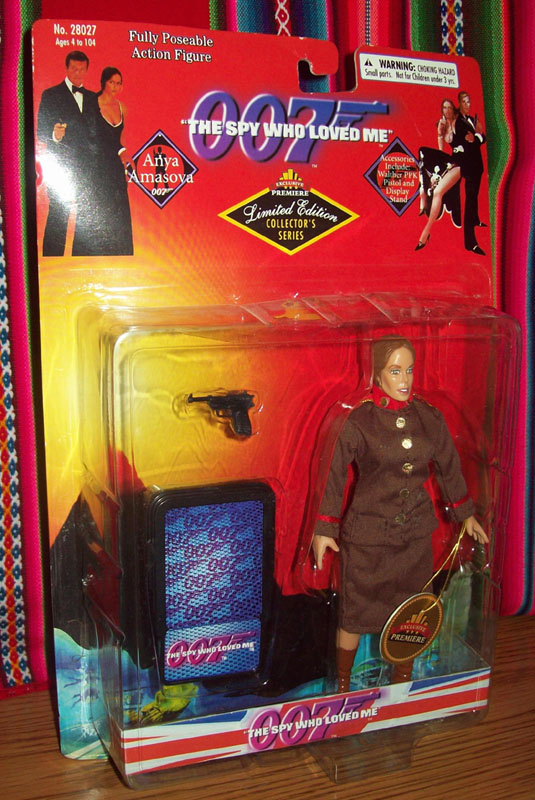 No. 28027
Ages 4 to 104
Fully Poseable
Action Figure
WARNING: CHOKING HAZARD
Small parts. Not for Children under 3 yrs.
007
"THE SPY WHO LOVED ME"
TM
Anya
Amasova
007
EXCLUSIVE
PREMIERE
Limited Edition
COLLECTOR'S
SERIES
Accessories
Include:
Walther PPK
Pistol and
Display
Stand
007
THE SPY WHO LOVED ME"
EXCLUSIVE
PREMIERE
007
"THE SPY WHO LOVED ME"